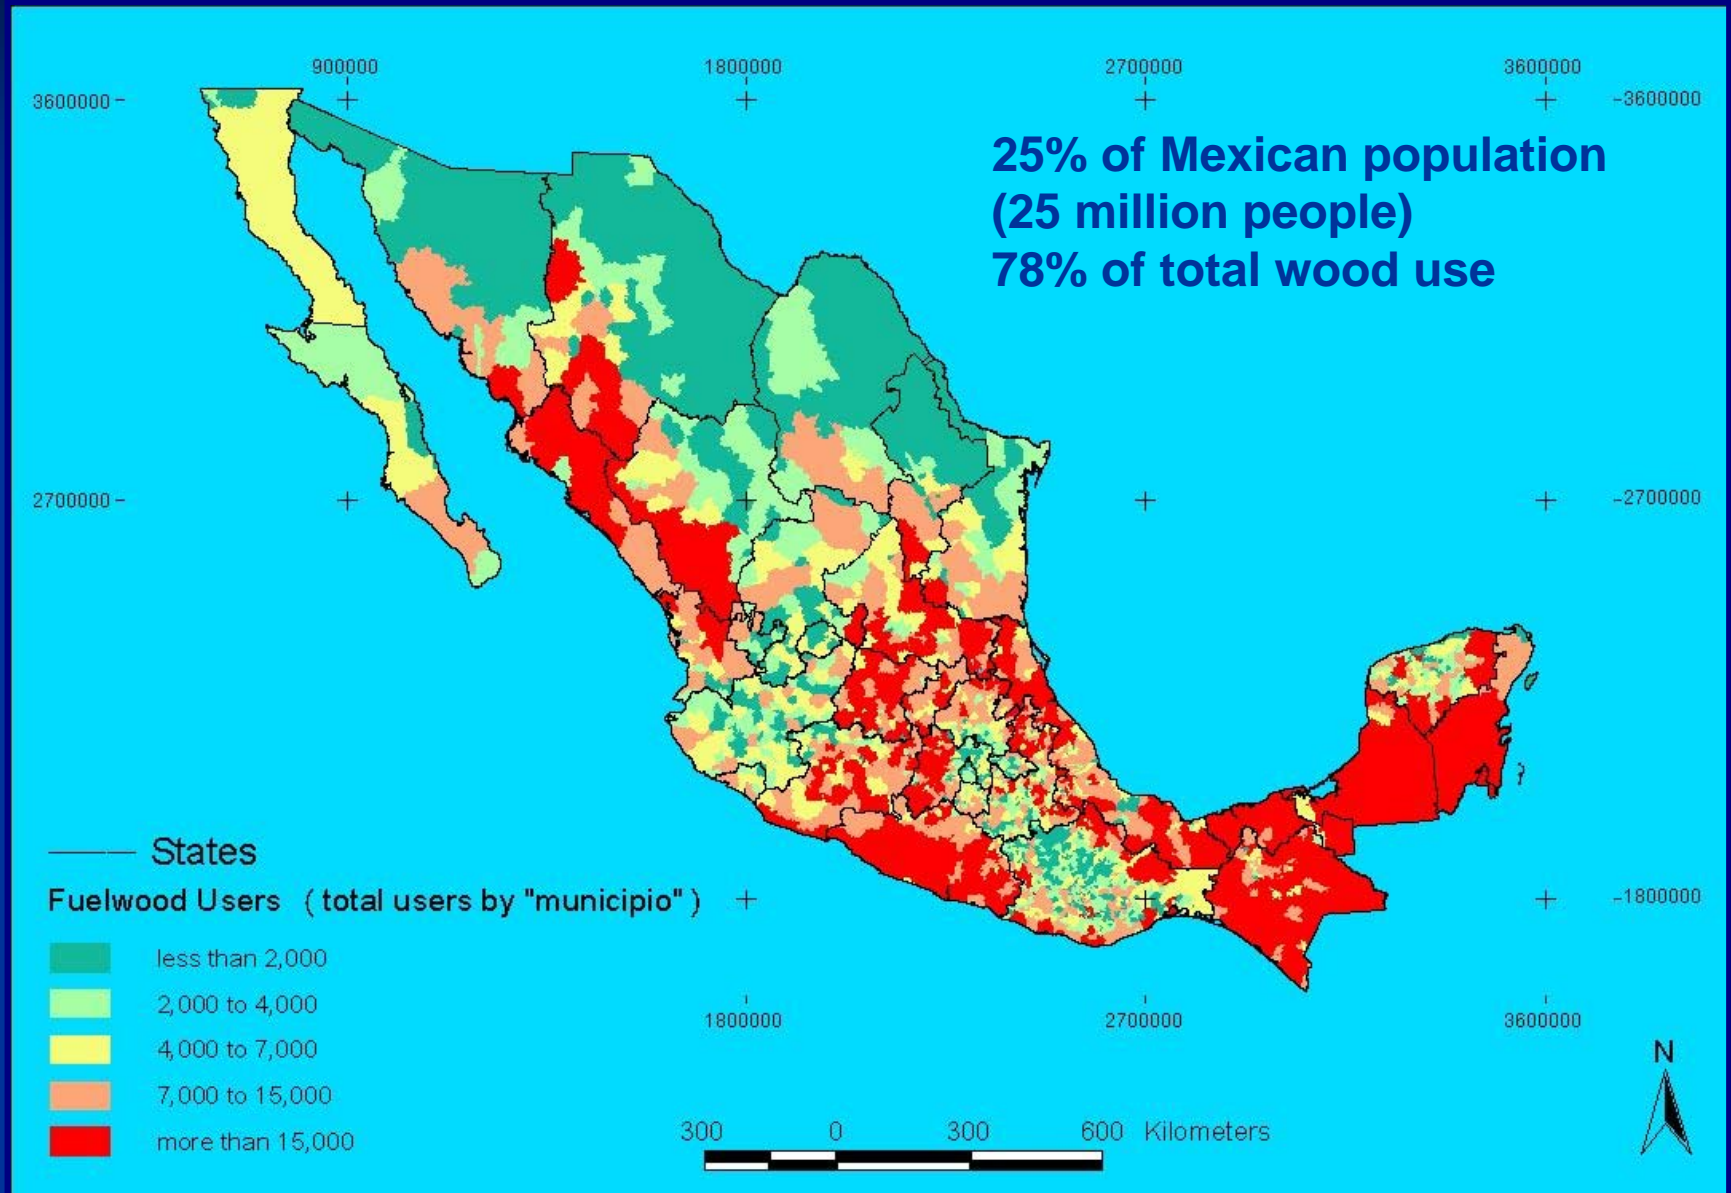 900000 1800000 2700000 3600000
3600000 -3600000
25% of Mexican population
(25 million people)
78% of total wood use
2700000 -2700000
States
Fuelwood Users ( total users by "municipio" )
-1800000
less than 2,000
2,000 to 4,000
4,000 to 7,000
7,000 to 15,000
more than 15,000
1800000 2700000 3600000
N
300 0 300 600 Kilometers